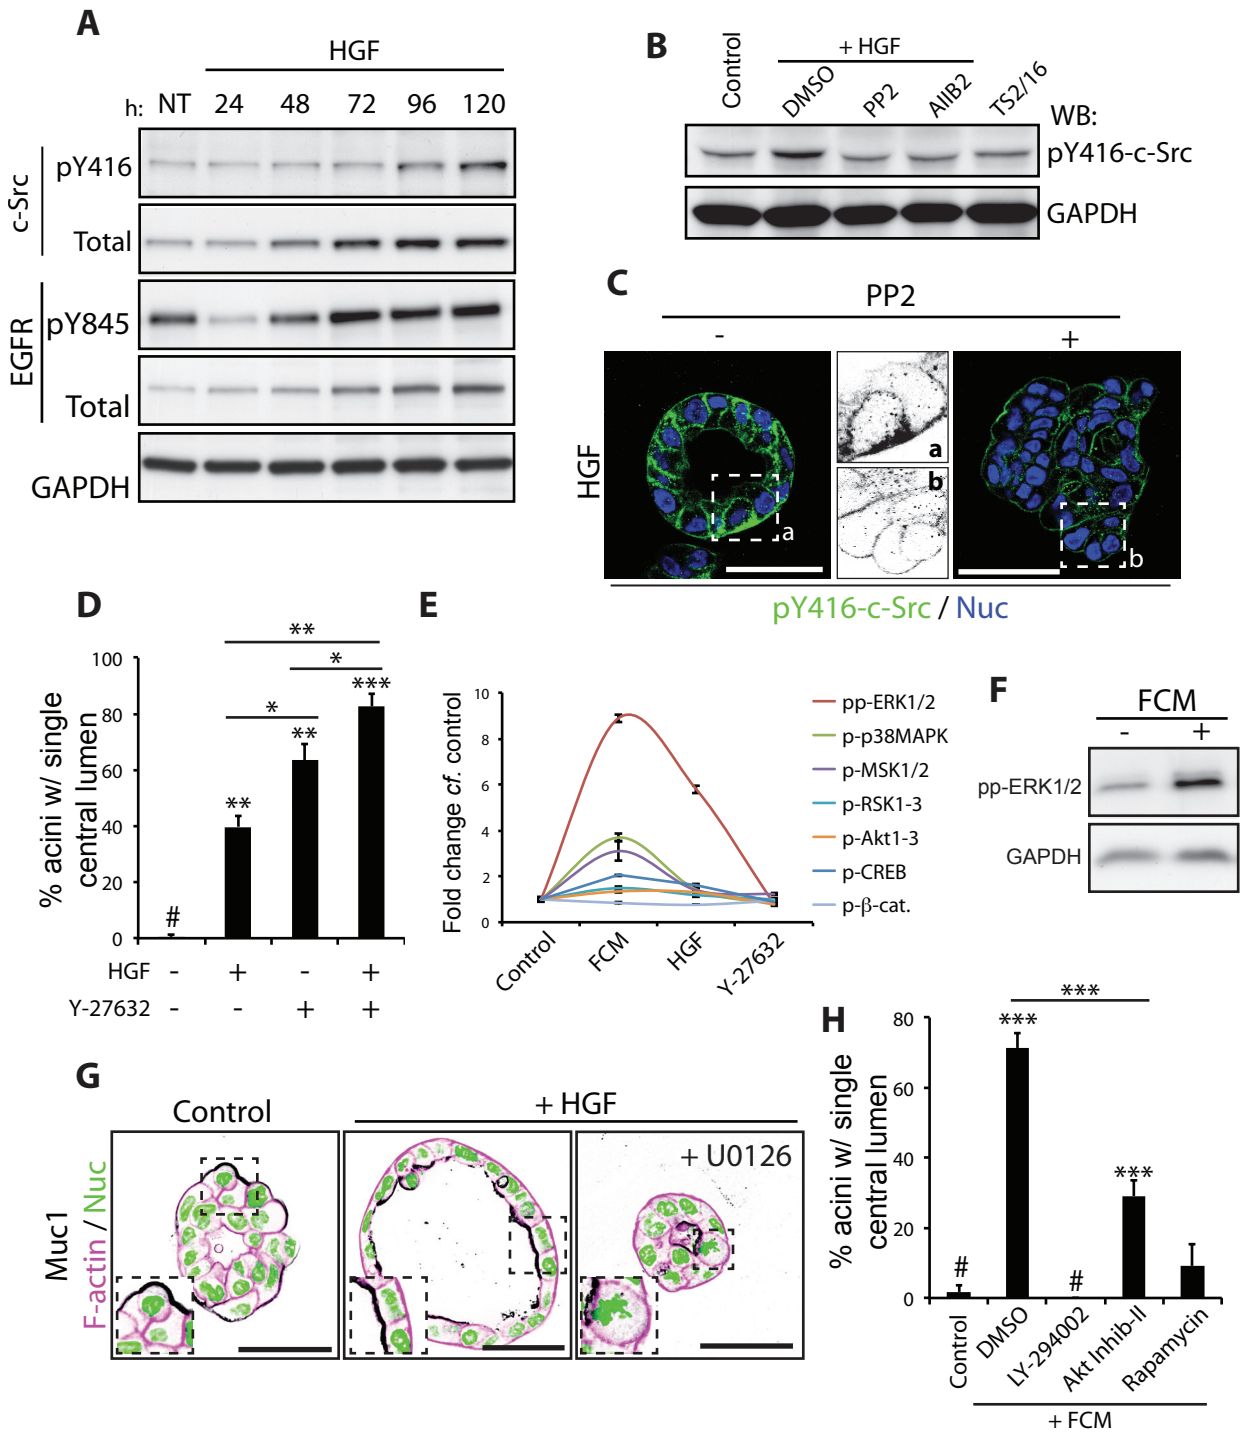 A
HGF
h: NT 24 48 72 96 120
c-Src
pY416
Total
EGFR
pY845
Total
GAPDH
B
+ HGF
Control
DMSO
PP2
AIIB2
TS2/16
WB:
pY416-c-Src
GAPDH
C
PP2
- +
HGF
a
a
b
b
pY416-c-Src / Nuc
D
% acini w/ single
central lumen
100
80
60
40
20
0
**
*
***
*
**
**
#
HGF - + - +
Y-27632 - - + +
E
Fold change cf. control
10
8
6
4
2
0
Control
FCM
HGF
Y-27632
pp-ERK1/2
p-p38MAPK
p-MSK1/2
p-RSK1-3
p-Akt1-3
p-CREB
p-β-cat.
F
FCM
- +
pp-ERK1/2
GAPDH
G
Control
+ HGF
+ U0126
Muc1
F-actin / Nuc
H
% acini w/ single
central lumen
80
60
40
20
0
***
***
***
#
#
Control
DMSO
LY-294002
Akt Inhib-II
Rapamycin
+ FCM